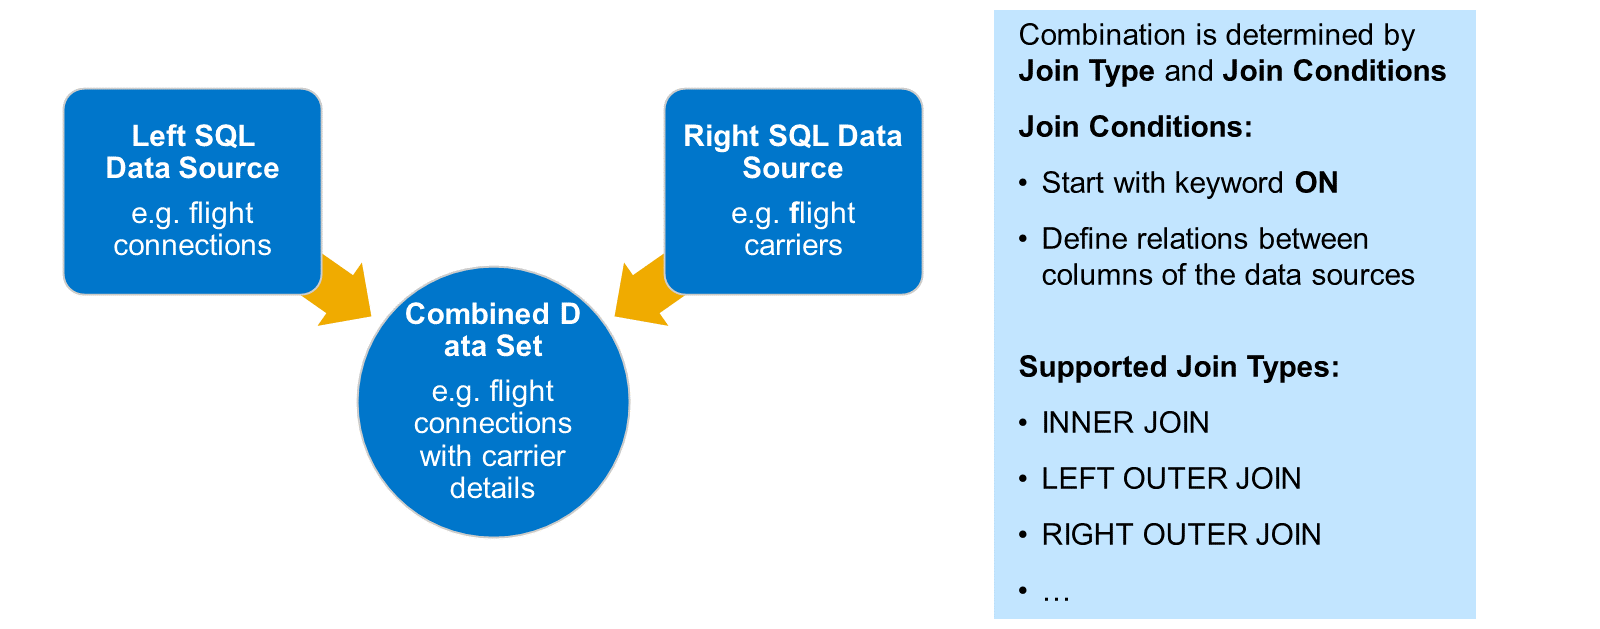 Left SQL
Data Source
e.g. flight
connections
Right SQL Data
Source
e.g. flight
carriers
Combined D
ata Set
e.g. flight
connections
with carrier
details
Combination is determined by
Join Type and Join Conditions
Join Conditions:
• Start with keyword ON
• Define relations between
columns of the data sources
Supported Join Types:
• INNER JOIN
• LEFT OUTER JOIN
• RIGHT OUTER JOIN
• …